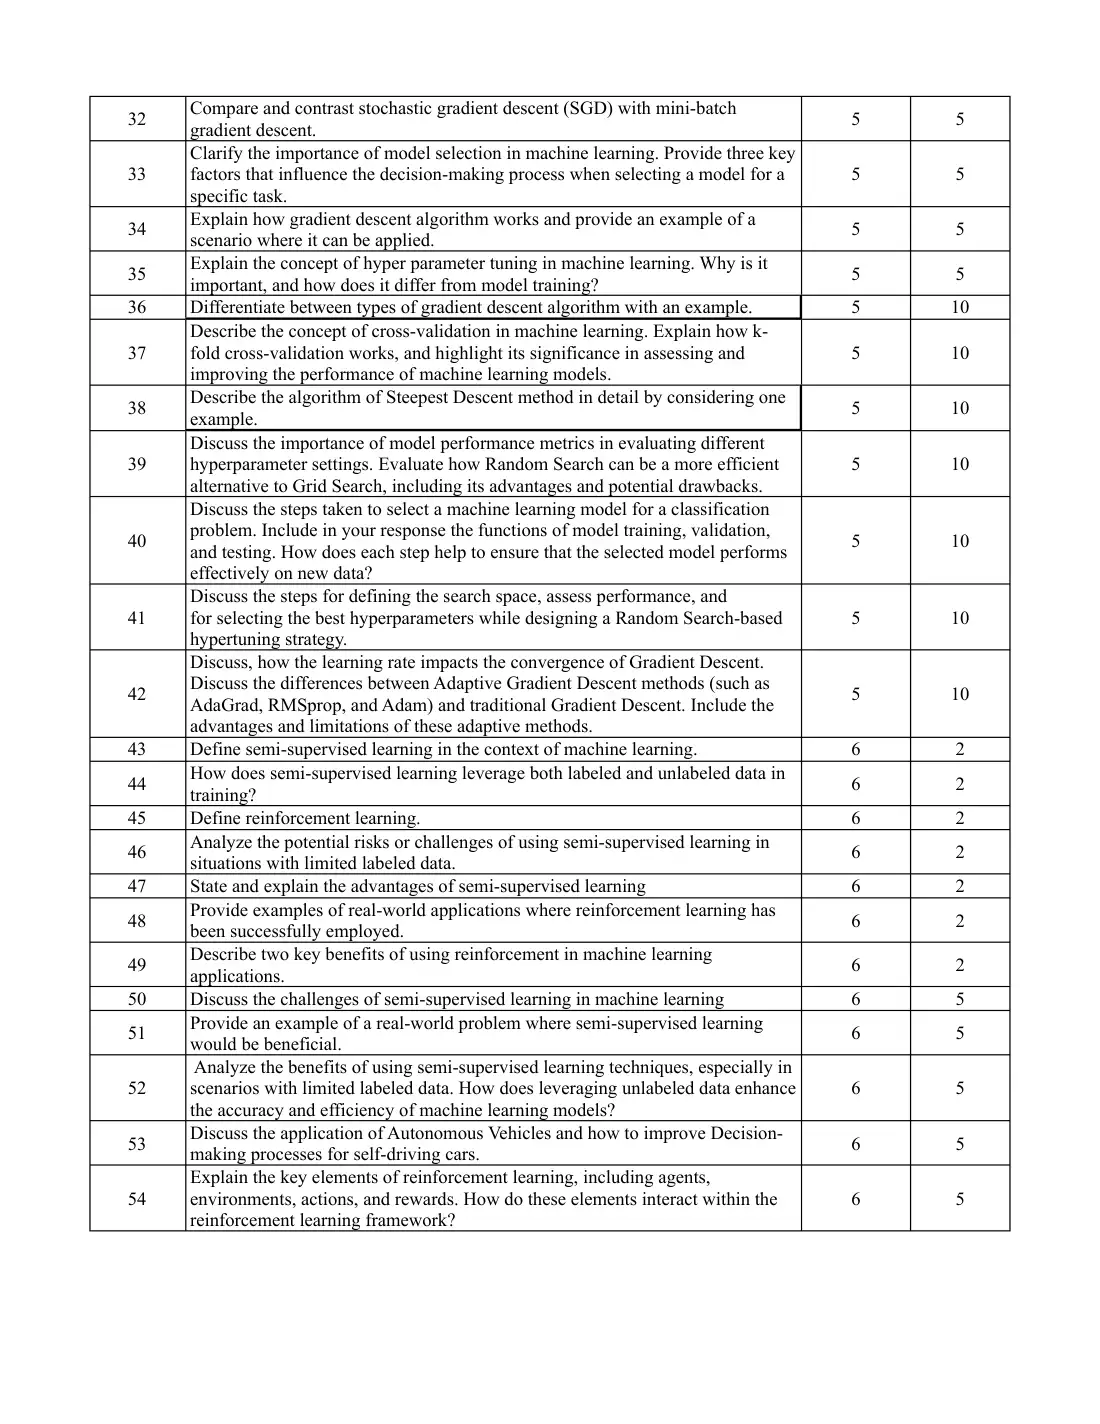 32 Compare and contrast stochastic gradient descent (SGD) with mini-batch 5 5
gradient descent.
33 Clarify the importance of model selection in machine learning. Provide three key 5 5
factors that influence the decision-making process when selecting a model for a
specific task.
34 Explain how gradient descent algorithm works and provide an example of a 5 5
scenario where it can be applied.
35 Explain the concept of hyper parameter tuning in machine learning. Why is it 5 5
important, and how does it differ from model training?
36 Differentiate between types of gradient descent algorithm with an example. 5 10
37 Describe the concept of cross-validation in machine learning. Explain how k- 5 10
fold cross-validation works, and highlight its significance in assessing and
improving the performance of machine learning models.
38 Describe the algorithm of Steepest Descent method in detail by considering one 5 10
example.
39 Discuss the importance of model performance metrics in evaluating different 5 10
hyperparameter settings. Evaluate how Random Search can be a more efficient
alternative to Grid Search, including its advantages and potential drawbacks.
40 Discuss the steps taken to select a machine learning model for a classification 5 10
problem. Include in your response the functions of model training, validation,
and testing. How does each step help to ensure that the selected model performs
effectively on new data?
41 Discuss the steps for defining the search space, assess performance, and 5 10
for selecting the best hyperparameters while designing a Random Search-based
hypertuning strategy.
42 Discuss, how the learning rate impacts the convergence of Gradient Descent. 5 10
Discuss the differences between Adaptive Gradient Descent methods (such as
AdaGrad, RMSprop, and Adam) and traditional Gradient Descent. Include the
advantages and limitations of these adaptive methods.
43 Define semi-supervised learning in the context of machine learning. 6 2
44 How does semi-supervised learning leverage both labeled and unlabeled data in 6 2
training?
45 Define reinforcement learning. 6 2
46 Analyze the potential risks or challenges of using semi-supervised learning in 6 2
situations with limited labeled data.
47 State and explain the advantages of semi-supervised learning 6 2
48 Provide examples of real-world applications where reinforcement learning has 6 2
been successfully employed.
49 Describe two key benefits of using reinforcement in machine learning 6 2
applications.
50 Discuss the challenges of semi-supervised learning in machine learning 6 5
51 Provide an example of a real-world problem where semi-supervised learning 6 5
would be beneficial.
52 Analyze the benefits of using semi-supervised learning techniques, especially in 6 5
scenarios with limited labeled data. How does leveraging unlabeled data enhance
the accuracy and efficiency of machine learning models?
53 Discuss the application of Autonomous Vehicles and how to improve Decision- 6 5
making processes for self-driving cars.
54 Explain the key elements of reinforcement learning, including agents, 6 5
environments, actions, and rewards. How do these elements interact within the
reinforcement learning framework?